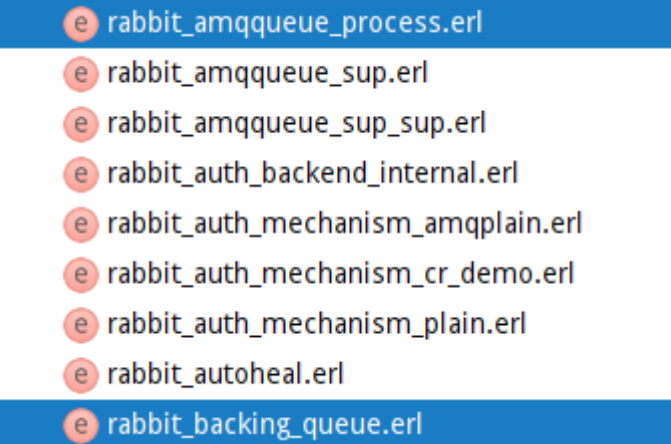 e rabbit_amqqueue_process.erl
e rabbit_amqqueue_sup.erl
e rabbit_amqqueue_sup_sup.erl
e rabbit_auth_backend_internal.erl
e rabbit_auth_mechanism_amqplain.erl
e rabbit_auth_mechanism_cr_demo.erl
e rabbit_auth_mechanism_plain.erl
e rabbit_autoheal.erl
e rabbit_backing_queue.erl